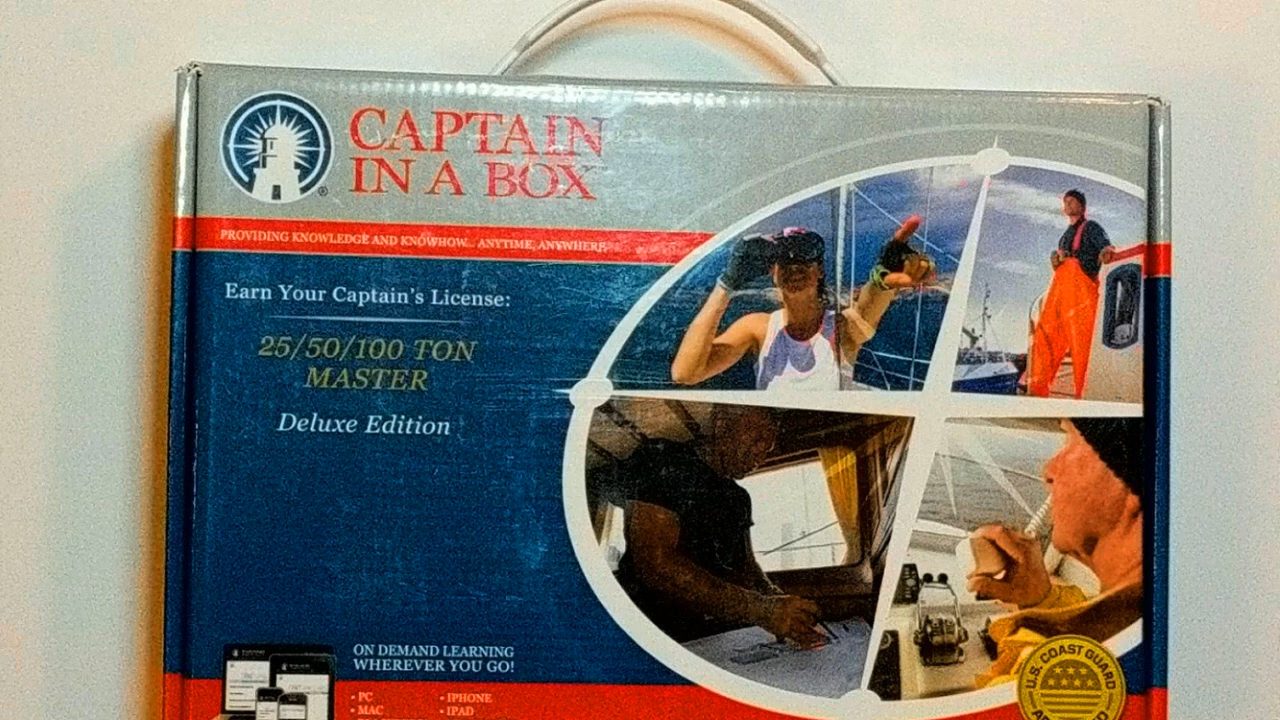 CAPTAIN
IN A BOX
®
PROVIDING KNOWLEDGE AND KNOWHOW... ANYTIME, ANYWHERE.
Earn Your Captain's License:
25/50/100 TON
MASTER
Deluxe Edition
ON DEMAND LEARNING
WHEREVER YOU GO!
• PC
• MAC
• IPHONE
• IPAD
U.S. COAST GUARD